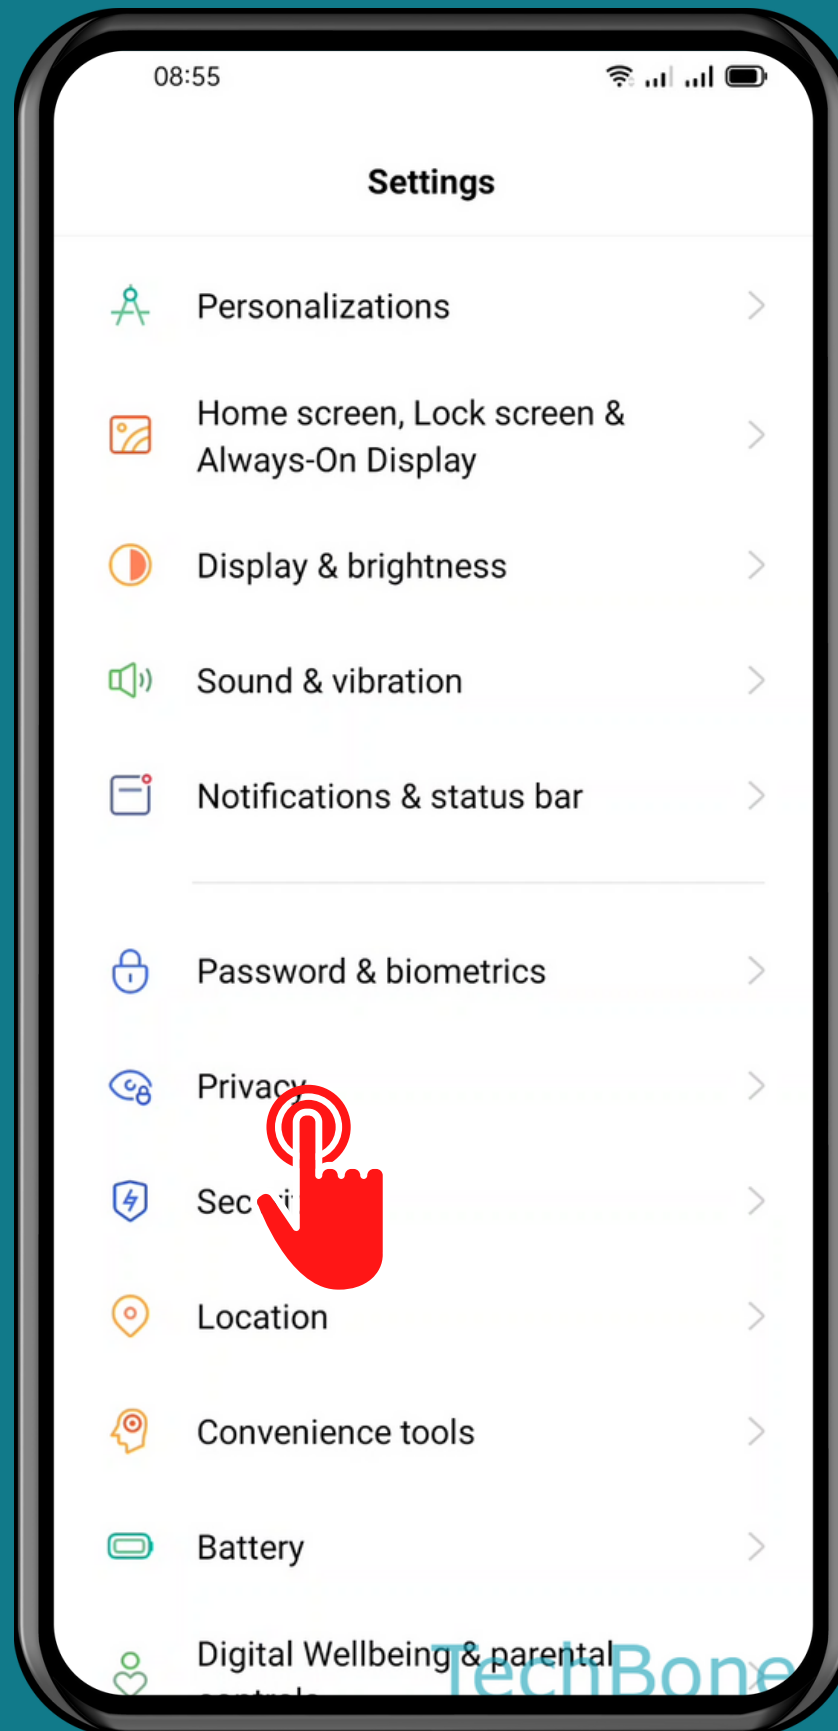 08:55
Settings
Personalizations
Home screen, Lock screen &
Always-On Display
Display & brightness
Sound & vibration
Notifications & status bar
Password & biometrics
Privacy
Location
Convenience tools
Battery
Digital Wellbeing & parental
TechBone